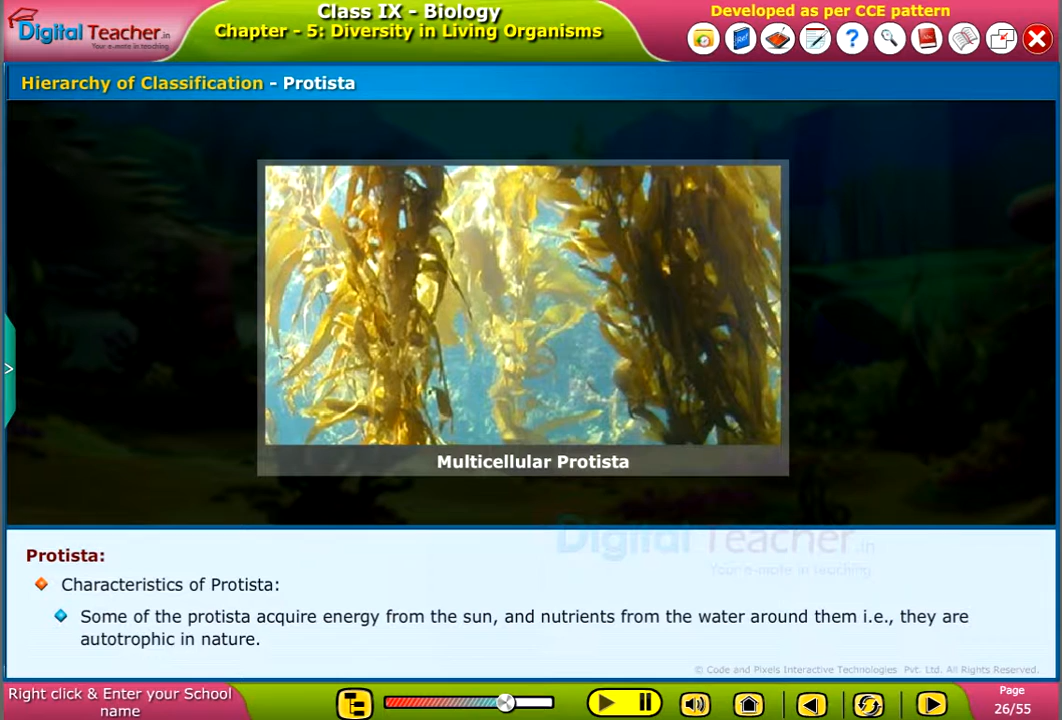 Digital Teacher.in
Your e-mate in teaching
Class IX - Biology
Chapter - 5: Diversity in Living Organisms
Developed as per CCE pattern
Ref
?
Hierarchy of Classification - Protista
>
Multicellular Protista
Digital Teacher.in
Your e-mate in teaching
Protista:
Characteristics of Protista:
Some of the protista acquire energy from the sun, and nutrients from the water around them i.e., they are
autotrophic in nature.
© Code and Pixels Interactive Technologies Pvt. Ltd. All Rights Reserved.
Right click & Enter your School
name
Page
26/55